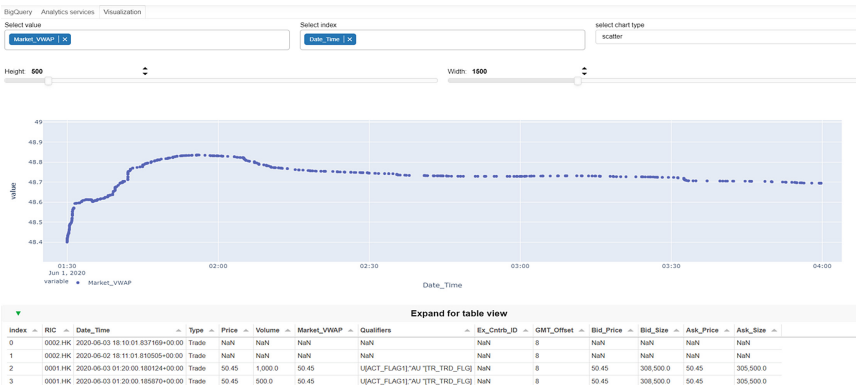 BigQuery Analytics services Visualization
Select value Select index select chart type
Market_VWAP | × Date_Time | × scatter
Height: 500 Width: 1500
49
48.9
48.8
48.7
48.6
48.5
48.4
value
01:30 02:00 02:30 03:00 03:30 04:00
Jun 1, 2020
variable Market_VWAP
Date_Time
Expand for table view
index RIC Date_Time Type Price Volume Market_VWAP Qualifiers Ex_Cntrb_ID GMT_Offset Bid_Price Bid_Size Ask_Price Ask_Size
0 0002.HK 2020-06-03 18:10:01.837169+00:00 Trade NaN NaN NaN NaN NaN 8 NaN NaN NaN NaN
1 0002.HK 2020-06-02 18:11:01.810505+00:00 Trade NaN NaN NaN NaN NaN 8 NaN NaN NaN NaN
2 0001.HK 2020-06-03 01:20:00.180124+00:00 Trade 50.45 1,000.0 50.45 U[ACT_FLAG1];"AU "[TR_TRD_FLG] NaN 8 50.45 308,500.0 50.45 305,500.0
3 0001.HK 2020-06-03 01:20:00.185870+00:00 Trade 50.45 500.0 50.45 U[ACT_FLAG1];"AU "[TR_TRD_FLG] NaN 8 50.45 308,500.0 50.45 305,500.0